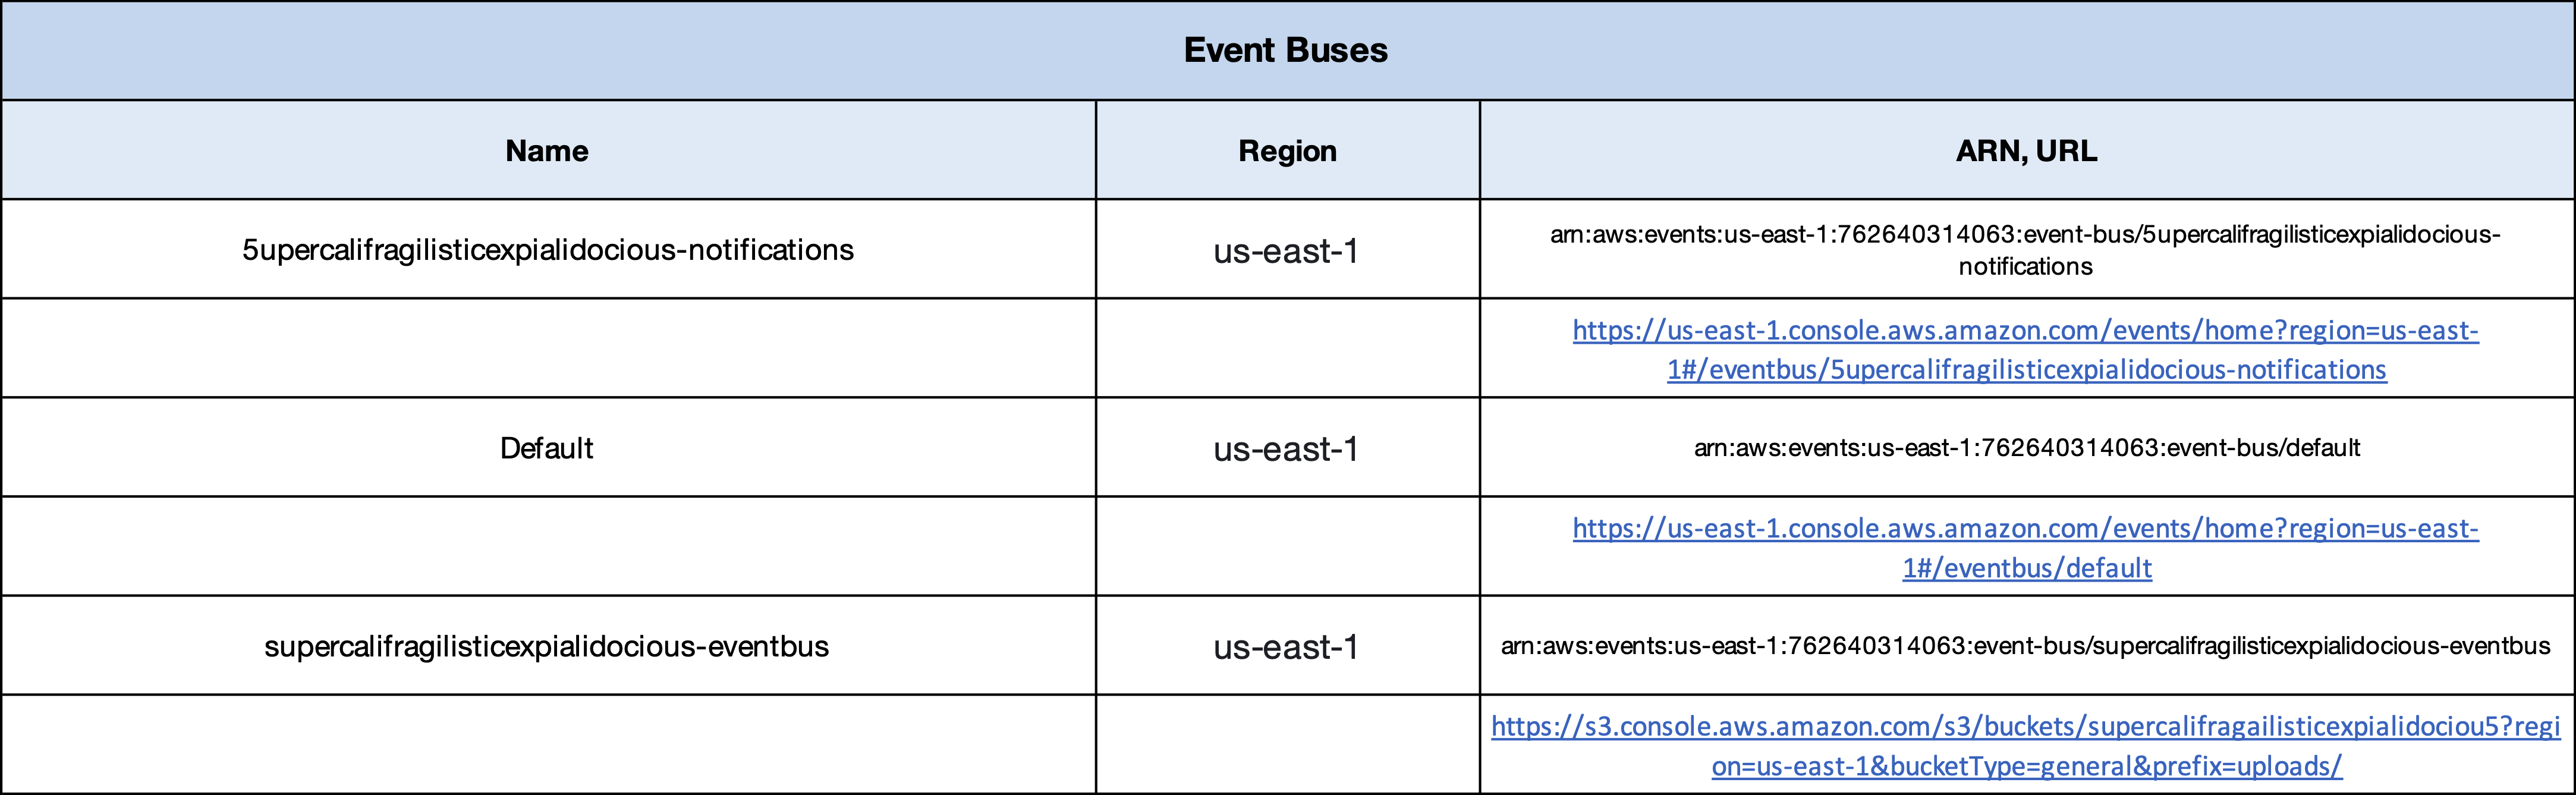 Event Buses
Name Region ARN, URL
5upercalifragilisticexpialidocious-notifications us-east-1 arn:aws:events:us-east-1:762640314063:event-bus/5upercalifragilisticexpialidocious-
notifications
https://us-east-1.console.aws.amazon.com/events/home?region=us-east-
1#/eventbus/5upercalifragilisticexpialidocious-notifications
Default us-east-1 arn:aws:events:us-east-1:762640314063:event-bus/default
https://us-east-1.console.aws.amazon.com/events/home?region=us-east-
1#/eventbus/default
supercalifragilisticexpialidocious-eventbus us-east-1 arn:aws:events:us-east-1:762640314063:event-bus/supercalifragilisticexpialidocious-eventbus
https://s3.console.aws.amazon.com/s3/buckets/supercalifragailisticexpialidociou5?regi
on=us-east-1&bucketType=general&prefix=uploads/